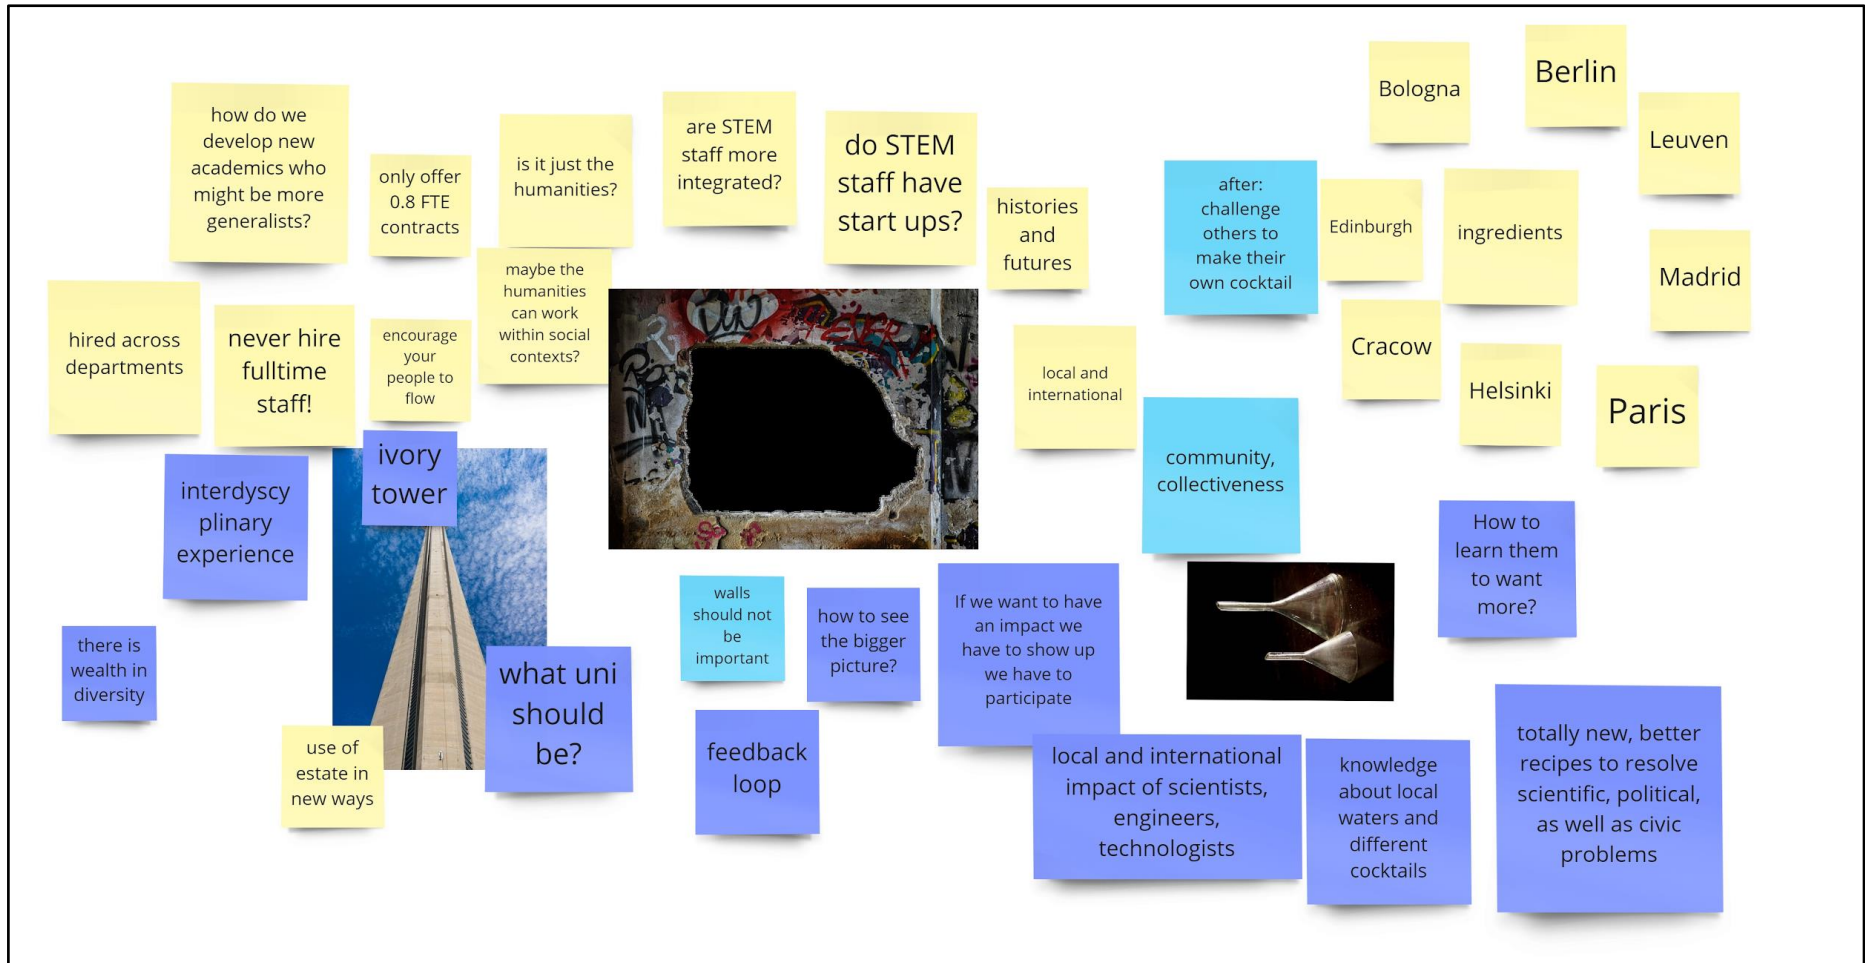 how do we
develop new
academics who
might be more
generalists?
only offer
0.8 FTE
contracts
is it just the
humanities?
are STEM
staff more
integrated?
do STEM
staff have
start ups?
histories
and
futures
after:
challenge
others to
make their
own cocktail
Bologna
Berlin
Leuven
Edinburgh
ingredients
Madrid
hired across
departments
never hire
fulltime
staff!
encourage
your
people to
flow
maybe the
humanities
can work
within social
contexts?
local and
international
Cracow
Helsinki
Paris
ivory
tower
interdyscy
plinary
experience
community,
collectiveness
How to
learn them
to want
more?
there is
wealth in
diversity
what uni
should
be?
walls
should not
be
important
how to see
the bigger
picture?
If we want to have
an impact we
have to show up
we have to
participate
use of
estate in
new ways
feedback
loop
local and international
impact of scientists,
engineers,
technologists
knowledge
about local
waters and
different
cocktails
totally new, better
recipes to resolve
scientific, political,
as well as civic
problems